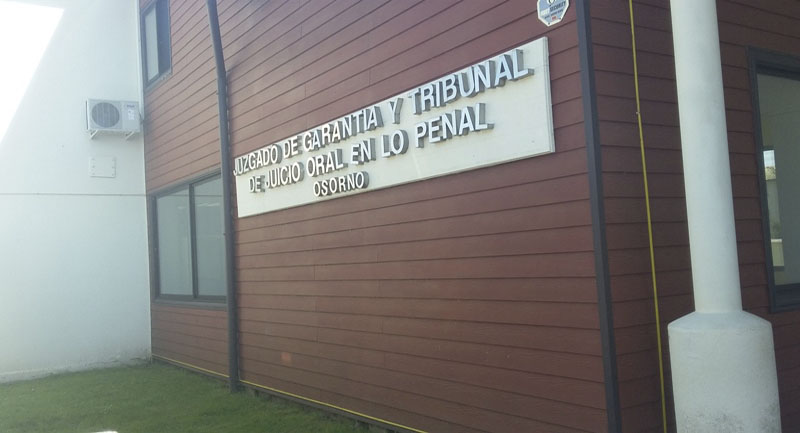 JUZGADO DE GARANTIA Y TRIBUNAL
DE JUICIO ORAL EN LO PENAL
OSORNO